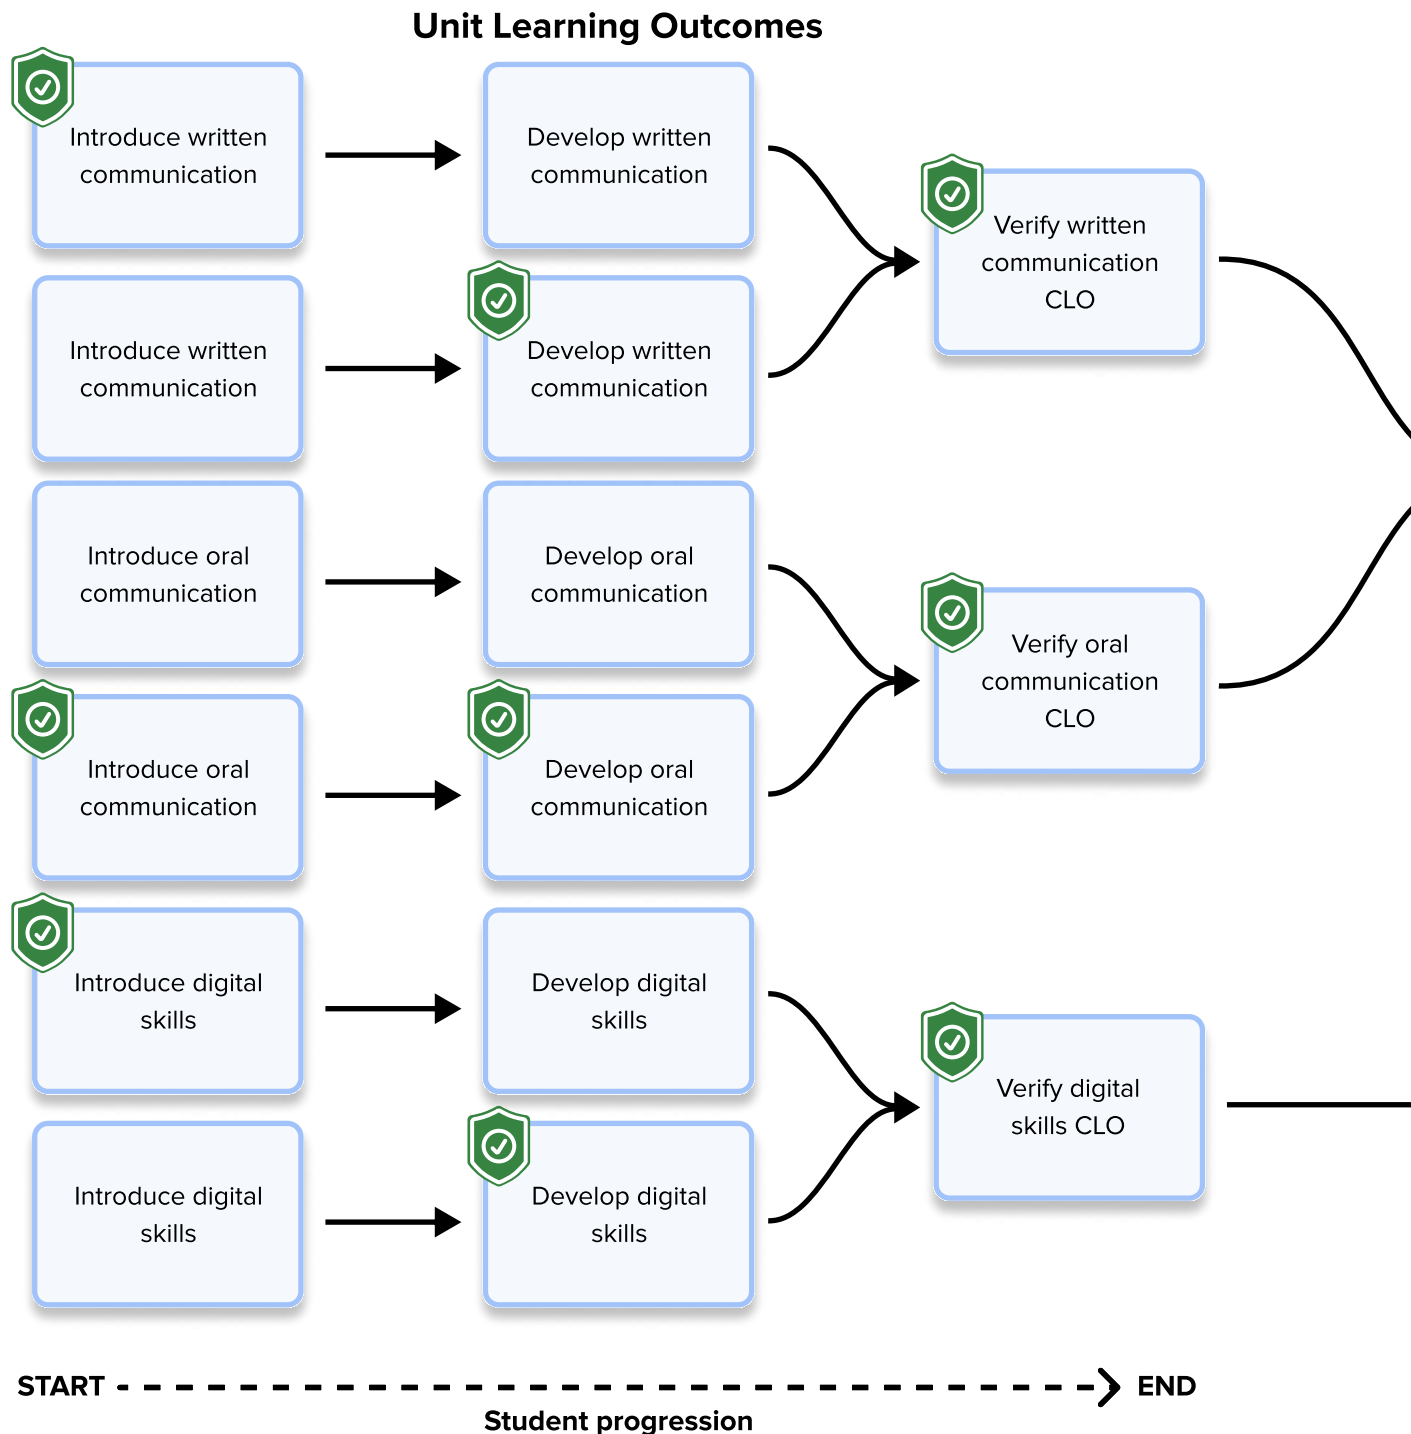 Unit Learning Outcomes
Introduce written
communication
Develop written
communication
Verify written
communication
CLO
Introduce written
communication
Develop written
communication
Introduce oral
communication
Develop oral
communication
Verify oral
communication
CLO
Introduce oral
communication
Develop oral
communication
Introduce digital
skills
Develop digital
skills
Verify digital
skills CLO
Introduce digital
skills
Develop digital
skills
START
END
Student progression